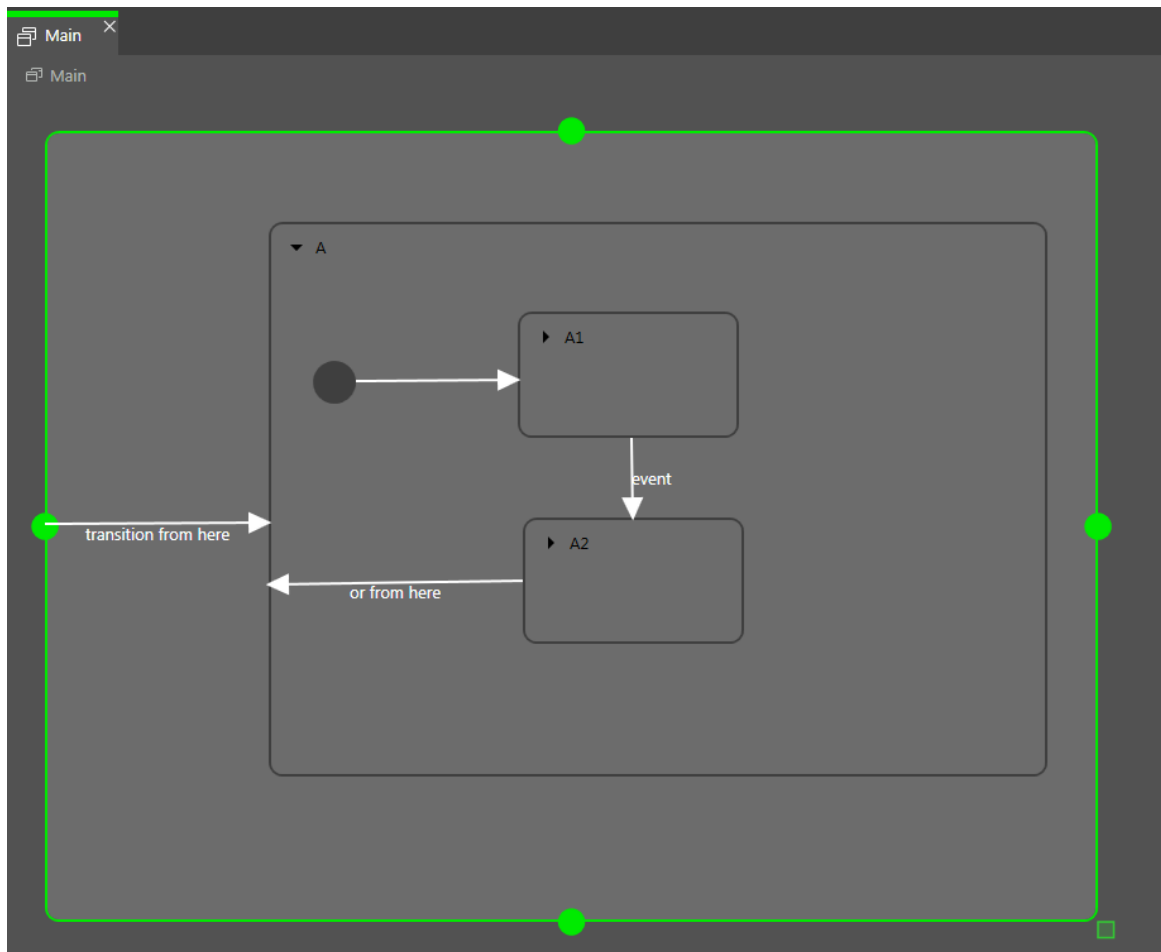 Main
Main
A
A1
event
transition from here
A2
or from here